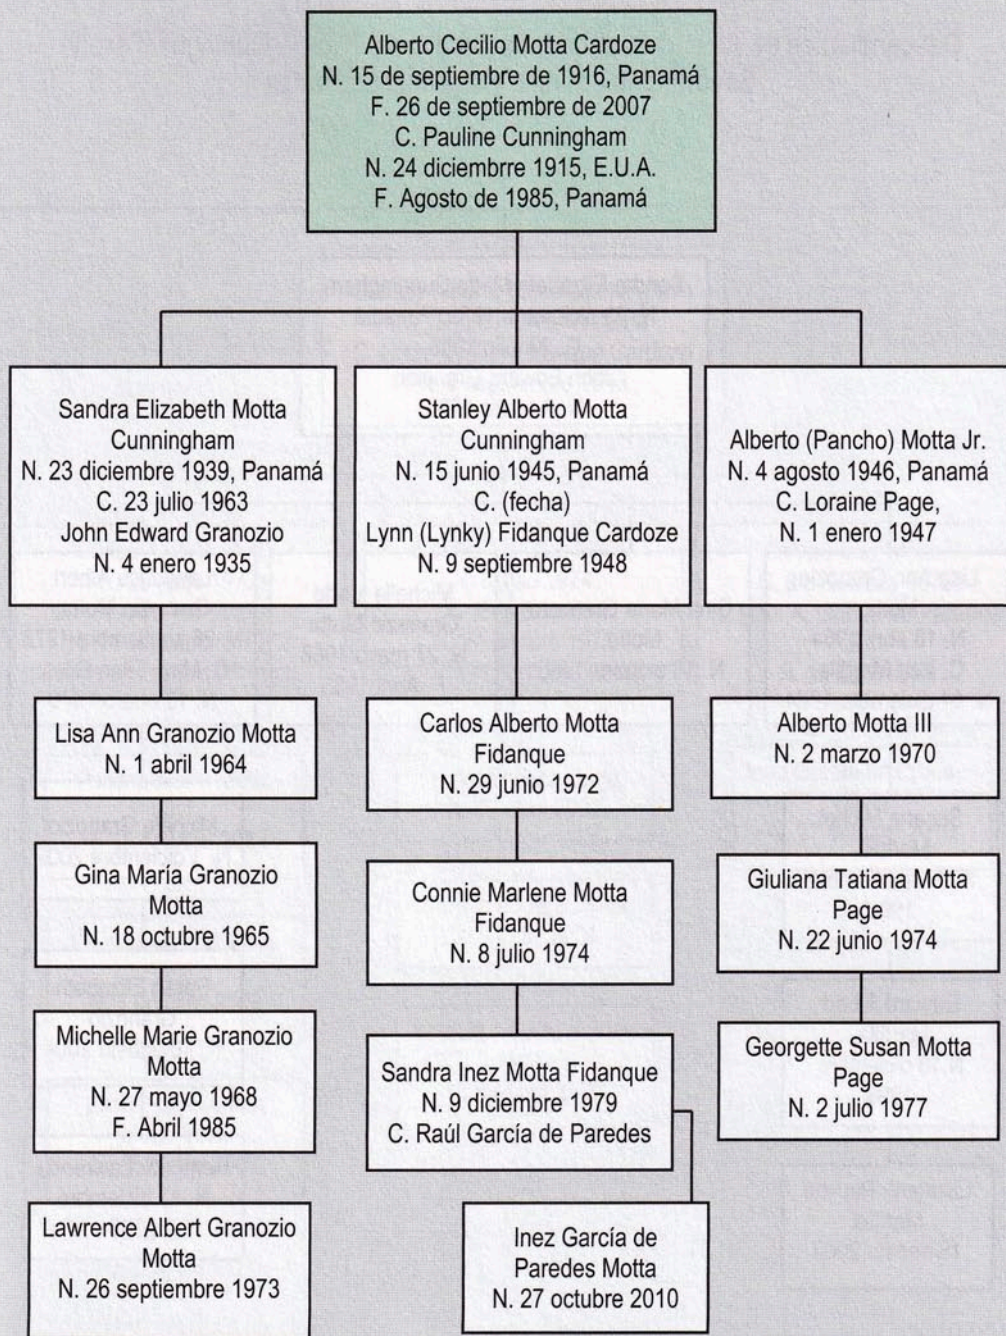 Alberto Cecilio Motta Cardoze
N. 15 de septiembre de 1916, Panamá
F. 26 de septiembre de 2007
C. Pauline Cunningham
N. 24 diciembrre 1915, E.U.A.
F. Agosto de 1985, Panamá
Sandra Elizabeth Motta
Cunningham
N. 23 diciembre 1939, Panamá
C. 23 julio 1963
John Edward Granozio
N. 4 enero 1935
Stanley Alberto Motta
Cunningham
N. 15 junio 1945, Panamá
C. (fecha)
Lynn (Lynky) Fidanque Cardoze
N. 9 septiembre 1948
Alberto (Pancho) Motta Jr.
N. 4 agosto 1946, Panamá
C. Loraine Page,
N. 1 enero 1947
Lisa Ann Granozio Motta
N. 1 abril 1964
Carlos Alberto Motta
Fidanque
N. 29 junio 1972
Alberto Motta III
N. 2 marzo 1970
Gina María Granozio
Motta
N. 18 octubre 1965
Connie Marlene Motta
Fidanque
N. 8 julio 1974
Giuliana Tatiana Motta
Page
N. 22 junio 1974
Michelle Marie Granozio
Motta
N. 27 mayo 1968
F. Abril 1985
Sandra Inez Motta Fidanque
N. 9 diciembre 1979
C. Raúl García de Paredes
Georgette Susan Motta
Page
N. 2 julio 1977
Lawrence Albert Granozio
Motta
N. 26 septiembre 1973
Inez García de
Paredes Motta
N. 27 octubre 2010